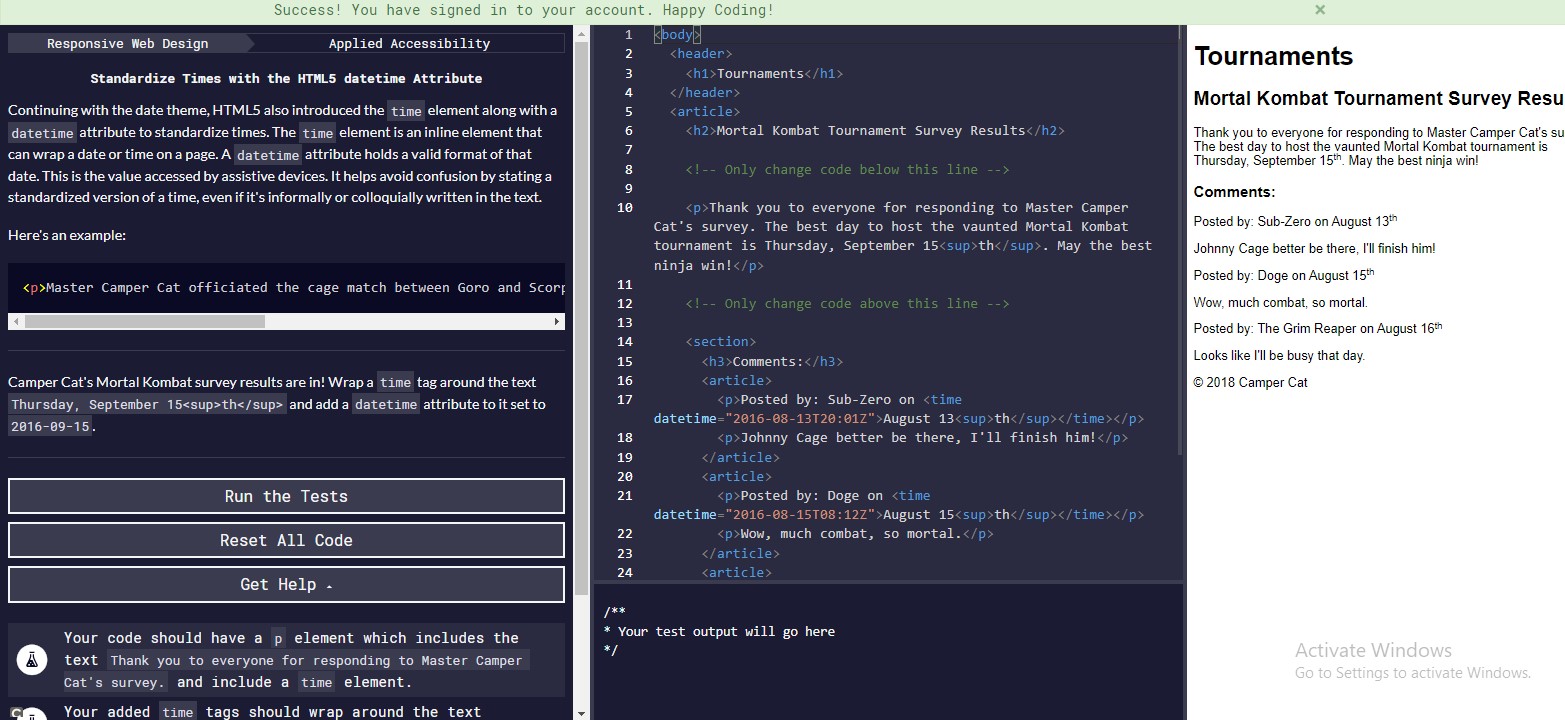 Success! You have signed in to your account. Happy Coding!
×
Responsive Web Design
Applied Accessibility
Standardize Times with the HTML5 datetime Attribute
Continuing with the date theme, HTML5 also introduced the time element along with a
datetime attribute to standardize times. The time element is an inline element that
can wrap a date or time on a page. A datetime attribute holds a valid format of that
date. This is the value accessed by assistive devices. It helps avoid confusion by stating a
standardized version of a time, even if it's informally or colloquially written in the text.
Here's an example:
<p>Master Camper Cat officiated the cage match between Goro and Scorp
Camper Cat's Mortal Kombat survey results are in! Wrap a time tag around the text
Thursday, September 15<sup>th</sup> and add a datetime attribute to it set to
2016-09-15.
Run the Tests
Reset All Code
Get Help
Your code should have a p element which includes the
text Thank you to everyone for responding to Master Camper
Cat's survey. and include a time element.
Your added time tags should wrap around the text
1 <body>
2 <header>
3 <h1>Tournaments</h1>
4 </header>
5 <article>
6 <h2>Mortal Kombat Tournament Survey Results</h2>
7
8 <!-- Only change code below this line -->
9
10 <p>Thank you to everyone for responding to Master Camper
Cat's survey. The best day to host the vaunted Mortal Kombat
tournament is Thursday, September 15<sup>th</sup>. May the best
ninja win!</p>
11
12 <!-- Only change code above this line -->
13
14 <section>
15 <h3>Comments:</h3>
16 <article>
17 <p>Posted by: Sub-Zero on <time
datetime="2016-08-13T20:01Z">August 13<sup>th</sup></time></p>
18 <p>Johnny Cage better be there, I'll finish him!</p>
19 </article>
20 <article>
21 <p>Posted by: Doge on <time
datetime="2016-08-15T08:12Z">August 15<sup>th</sup></time></p>
22 <p>Wow, much combat, so mortal.</p>
23 </article>
24 <article>
/**
* Your test output will go here
*/
Tournaments
Mortal Kombat Tournament Survey Resu
Thank you to everyone for responding to Master Camper Cat's su
The best day to host the vaunted Mortal Kombat tournament is
Thursday, September 15th. May the best ninja win!
Comments:
Posted by: Sub-Zero on August 13th
Johnny Cage better be there, I'll finish him!
Posted by: Doge on August 15th
Wow, much combat, so mortal.
Posted by: The Grim Reaper on August 16th
Looks like I'll be busy that day.
© 2018 Camper Cat
Activate Windows
Go to Settings to activate Windows.